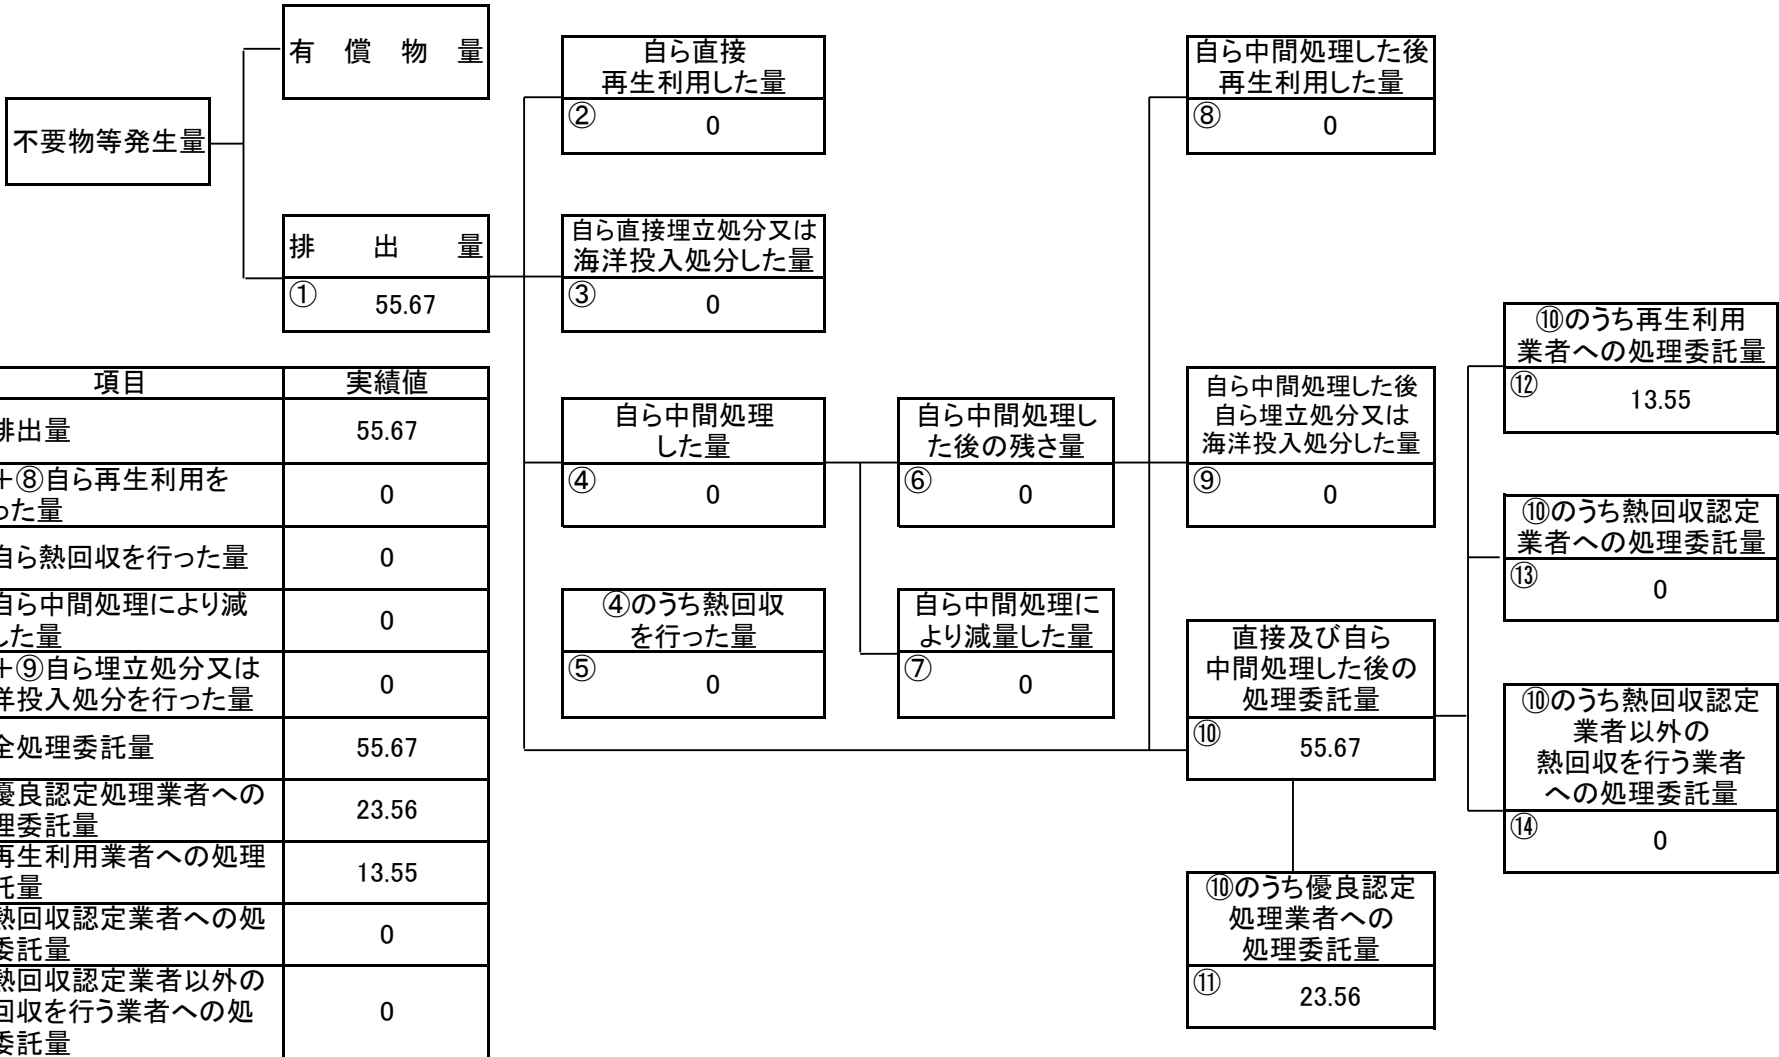 不要物等発生量
有償物量
排出量
① 55.67
自ら直接
再生利用した量
② 0
自ら直接埋立処分又は
海洋投入処分した量
③ 0
自ら中間処理
した量
④ 0
④のうち熱回収
を行った量
⑤ 0
自ら中間処理し
た後の残さ量
⑥ 0
自ら中間処理に
より減量した量
⑦ 0
自ら中間処理した後
再生利用した量
⑧ 0
自ら中間処理した後
自ら埋立処分又は
海洋投入処分した量
⑨ 0
直接及び自ら
中間処理した後の
処理委託量
⑩ 55.67
⑩のうち優良認定
処理業者への
処理委託量
⑪ 23.56
⑩のうち再生利用
業者への処理委託量
⑫ 13.55
⑩のうち熱回収認定
業者への処理委託量
⑬ 0
⑩のうち熱回収認定
業者以外の
熱回収を行う業者
への処理委託量
⑭ 0
項目 実績値
排出量 55.67
+⑧自ら再生利用を
った量 0
自ら熱回収を行った量 0
自ら中間処理により減
した量 0
+⑨自ら埋立処分又は
洋投入処分を行った量 0
全処理委託量 55.67
優良認定処理業者への
理委託量 23.56
再生利用業者への処理
託量 13.55
熱回収認定業者への処
委託量 0
熱回収認定業者以外の
回収を行う業者への処
委託量 0